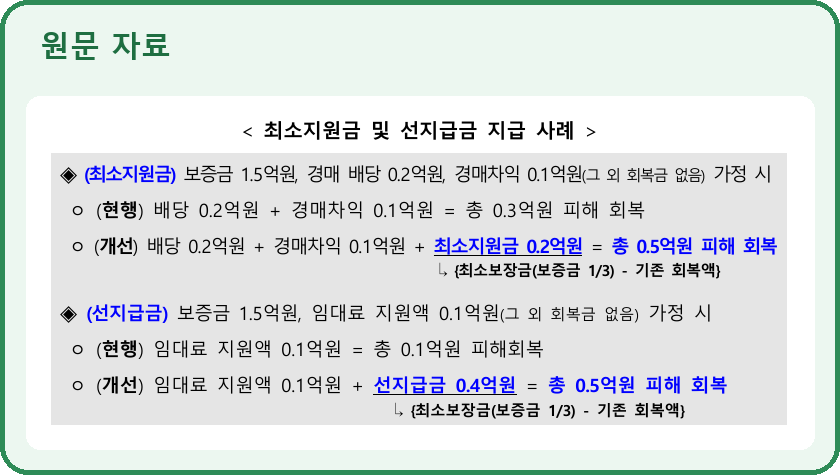 원문 자료
< 최소지원금 및 선지급금 지급 사례 >
◈ (최소지원금) 보증금 1.5억원, 경매 배당 0.2억원, 경매차익 0.1억원(그 외 회복금 없음) 가정 시
ㅇ (현행) 배당 0.2억원 + 경매차익 0.1억원 = 총 0.3억원 피해 회복
ㅇ (개선) 배당 0.2억원 + 경매차익 0.1억원 + 최소지원금 0.2억원 = 총 0.5억원 피해 회복
↳ {최소보장금(보증금 1/3) - 기존 회복액}
◈ (선지급금) 보증금 1.5억원, 임대료 지원액 0.1억원(그 외 회복금 없음) 가정 시
ㅇ (현행) 임대료 지원액 0.1억원 = 총 0.1억원 피해회복
ㅇ (개선) 임대료 지원액 0.1억원 + 선지급금 0.4억원 = 총 0.5억원 피해 회복
↳ {최소보장금(보증금 1/3) - 기존 회복액}